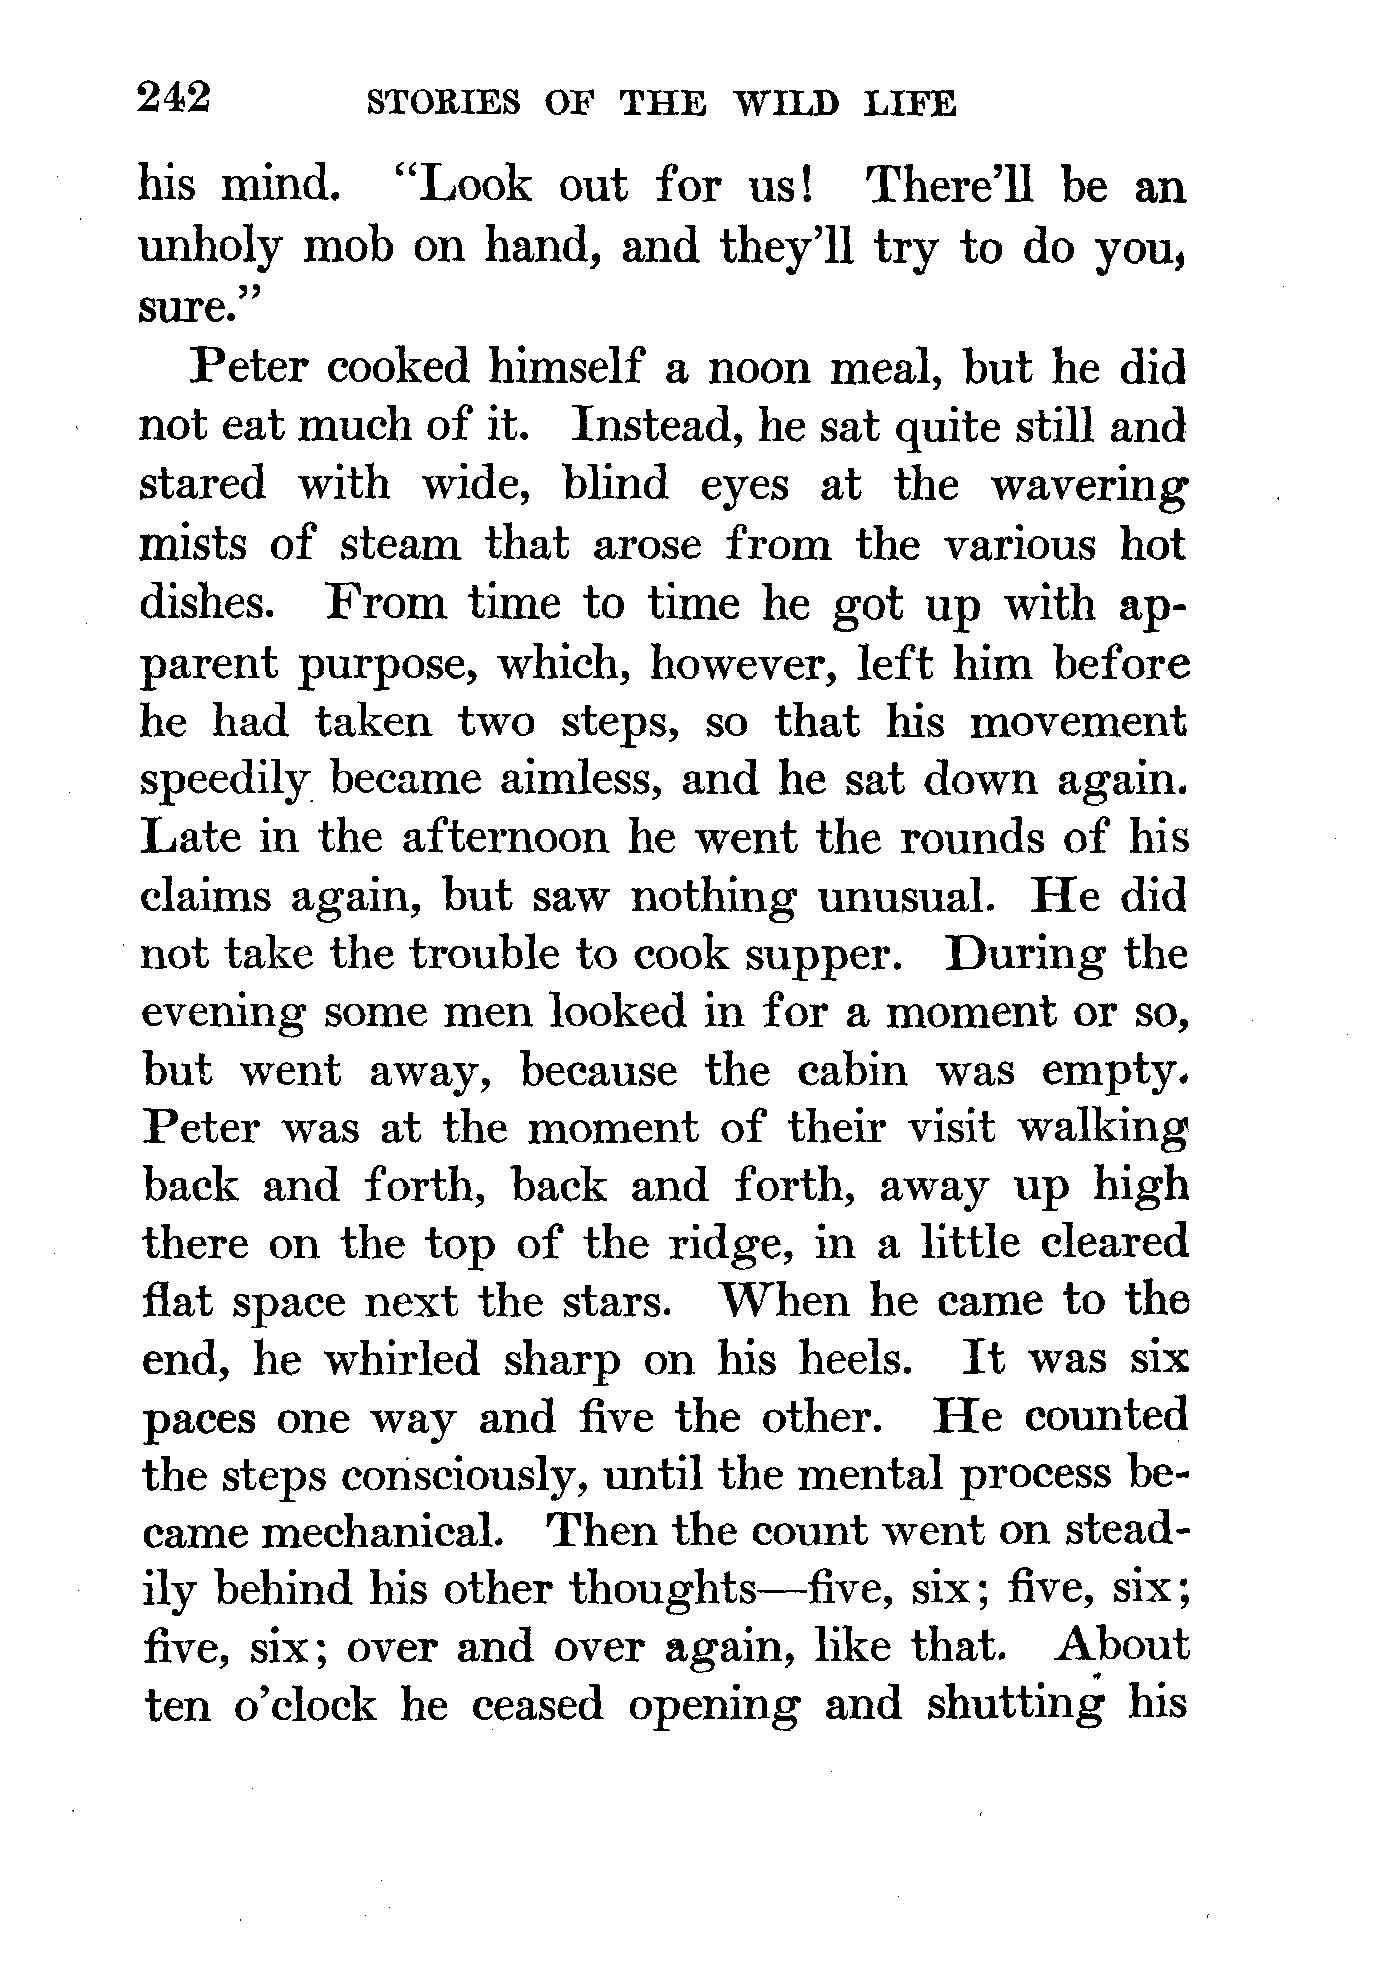 242 STORIES OF THE WILD LIFE
his mind. “Look out for us! There’ll be an
unholy mob on hand, and they’ll try to do you,
sure.”
Peter cooked himself a noon meal, but he did
not eat much of it. Instead, he sat quite still and
stared with wide, blind eyes at the wavering
mists of steam that arose from the various hot
dishes. From time to time he got up with ap-
parent purpose, which, however, left him before
he had taken two steps, so that his movement
speedily became aimless, and he sat down again.
Late in the afternoon he went the rounds of his
claims again, but saw nothing unusual. He did
not take the trouble to cook supper. During the
evening some men looked in for a moment or so,
but went away, because the cabin was empty.
Peter was at the moment of their visit walking
back and forth, back and forth, away up high
there on the top of the ridge, in a little cleared
flat space next the stars. When he came to the
end, he whirled sharp on his heels. It was six
paces one way and five the other. He counted
the steps consciously, until the mental process be-
came mechanical. Then the count went on stead-
ily behind his other thoughts—five, six; five, six;
five, six; over and over again, like that. About
ten o’clock he ceased opening and shutting his